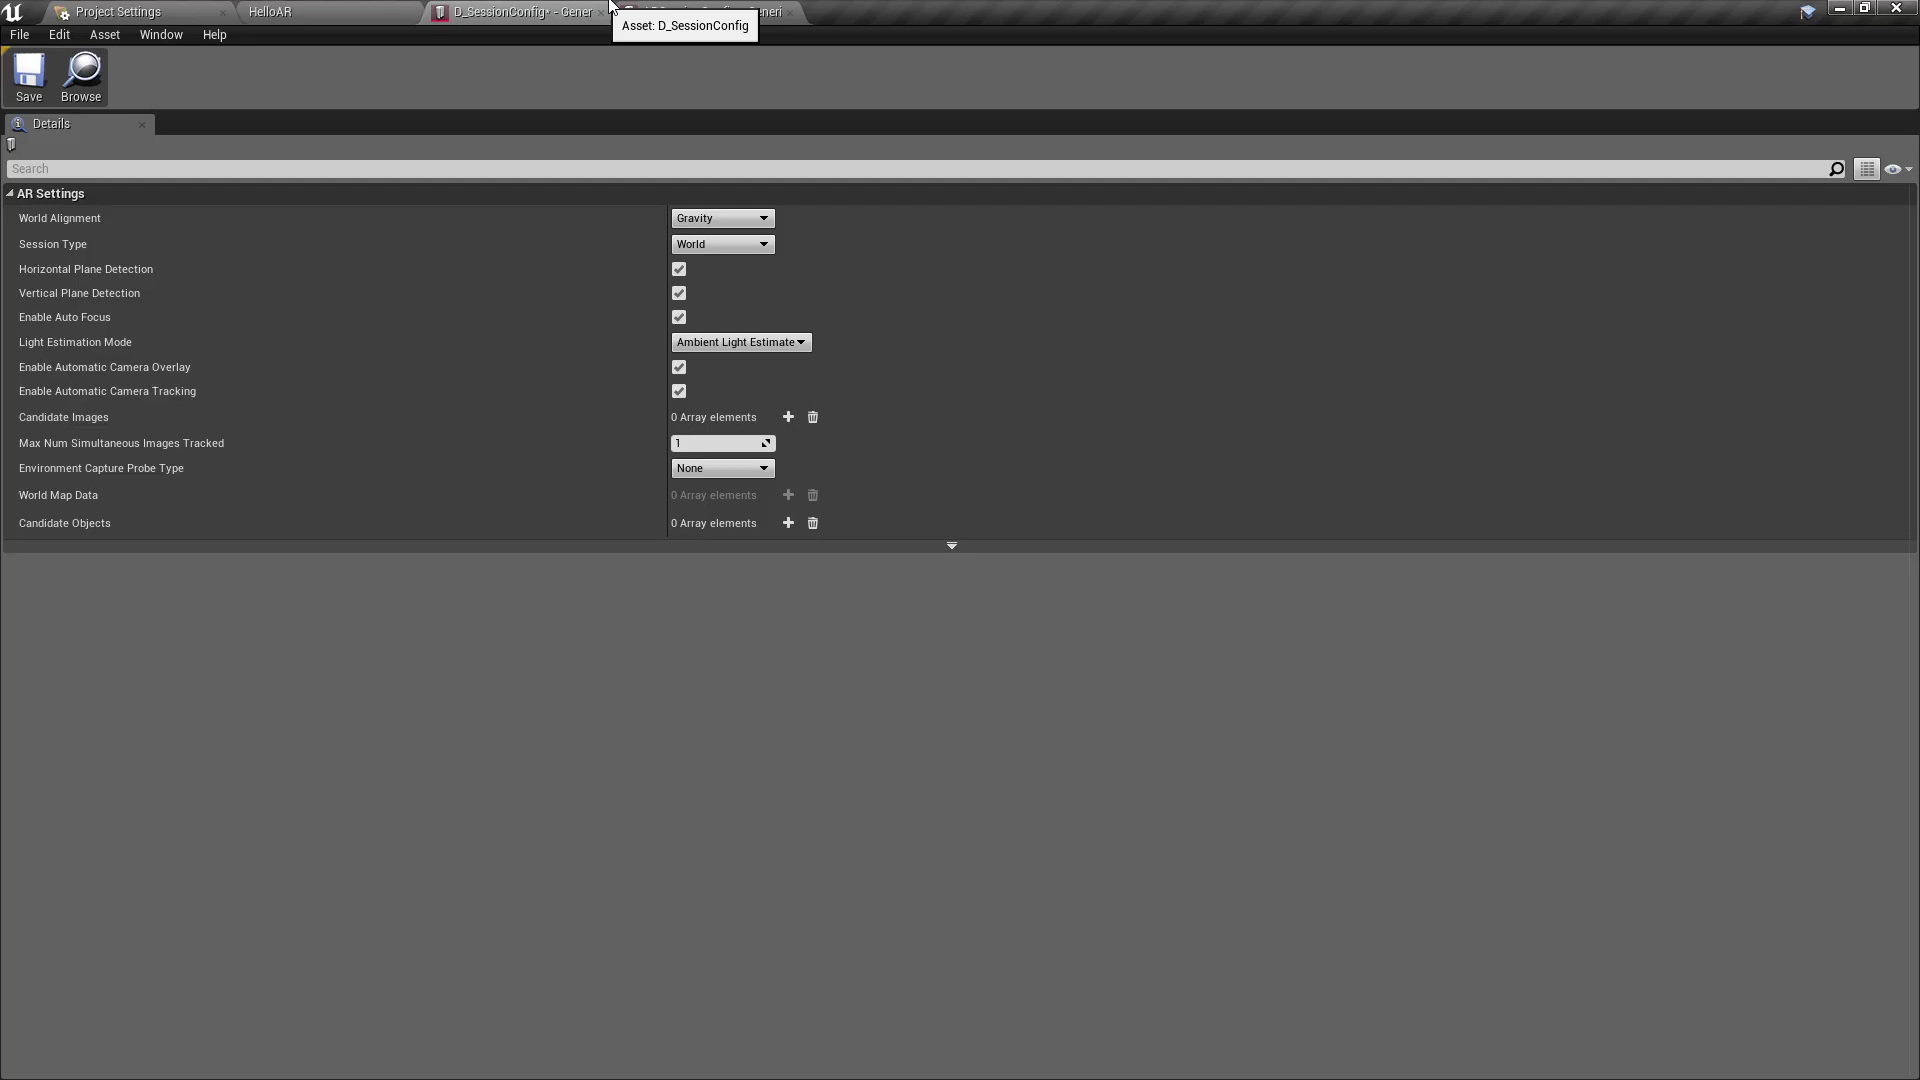 Project Settings
HelloAR
D_SessionConfig* - Gener
Asset: D_SessionConfig
File Edit Asset Window Help
Save Browse
Details
Search
AR Settings
World Alignment Gravity
Session Type World
Horizontal Plane Detection
Vertical Plane Detection
Enable Auto Focus
Light Estimation Mode Ambient Light Estimate
Enable Automatic Camera Overlay
Enable Automatic Camera Tracking
Candidate Images 0 Array elements
Max Num Simultaneous Images Tracked 1
Environment Capture Probe Type None
World Map Data 0 Array elements
Candidate Objects 0 Array elements